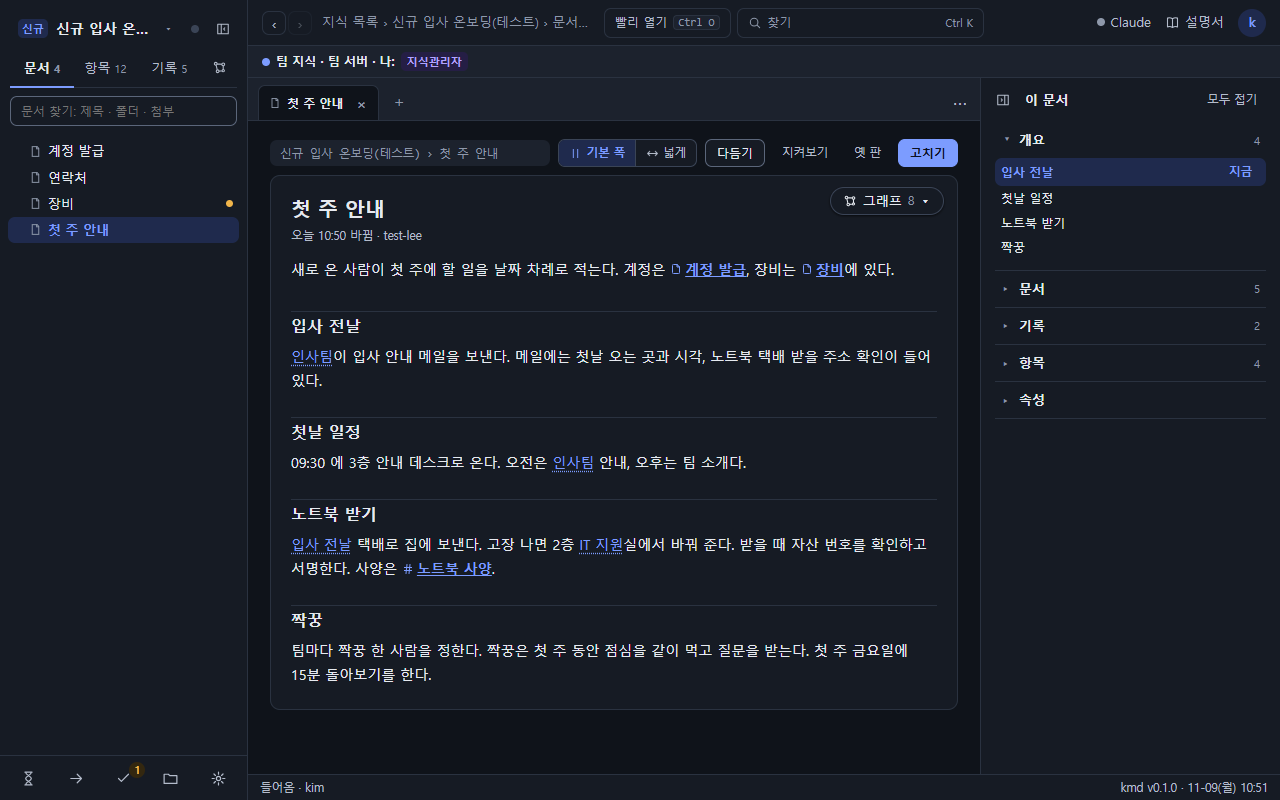 신규 신규 입사 온...
문서 4 항목 12 기록 5
문서 찾기: 제목 · 폴더 · 첨부
계정 발급
연락처
장비
첫 주 안내
1
지식 목록 › 신규 입사 온보딩(테스트) › 문서...
빨리 열기 Ctrl O
찾기 Ctrl K
Claude
설명서
k
팀 지식 · 팀 서버 · 나: 지식관리자
첫 주 안내 × +
...
신규 입사 온보딩(테스트) › 첫 주 안내
기본 폭 넓게
다듬기
지켜보기
옛 판
고치기
첫 주 안내
그래프 8
오늘 10:50 바뀜 · test-lee
새로 온 사람이 첫 주에 할 일을 날짜 차례로 적는다. 계정은 계정 발급, 장비는 장비에 있다.
입사 전날
인사팀이 입사 안내 메일을 보낸다. 메일에는 첫날 오는 곳과 시각, 노트북 택배 받을 주소 확인이 들어
있다.
첫날 일정
09:30 에 3층 안내 데스크로 온다. 오전은 인사팀 안내, 오후는 팀 소개다.
노트북 받기
입사 전날 택배로 집에 보낸다. 고장 나면 2층 IT 지원실에서 바꿔 준다. 받을 때 자산 번호를 확인하고
서명한다. 사양은 # 노트북 사양.
짝꿍
팀마다 짝꿍 한 사람을 정한다. 짝꿍은 첫 주 동안 점심을 같이 먹고 질문을 받는다. 첫 주 금요일에
15분 돌아보기를 한다.
이 문서 모두 접기
개요 4
입사 전날 지금
첫날 일정
노트북 받기
짝꿍
문서 5
기록 2
항목 4
속성
들어옴 · kim
kmd v0.1.0 · 11-09(월) 10:51